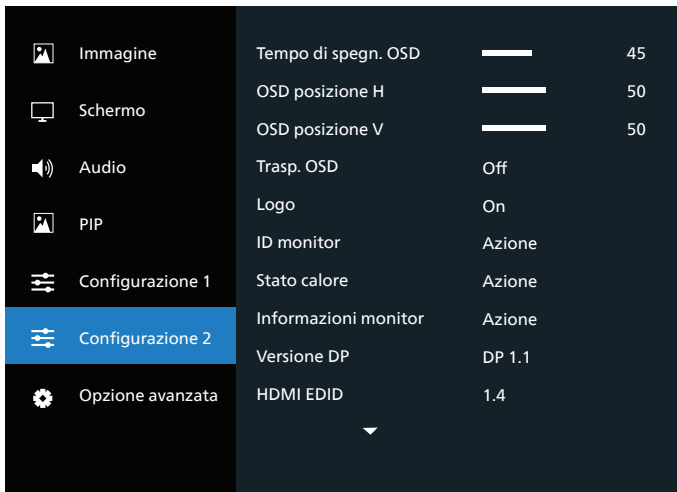 Immagine
Schermo
Audio
PIP
Configurazione 1
Configurazione 2
Opzione avanzata
Tempo di spegn. OSD 45
OSD posizione H 50
OSD posizione V 50
Trasp. OSD Off
Logo On
ID monitor Azione
Stato calore Azione
Informazioni monitor Azione
Versione DP DP 1.1
HDMI EDID 1.4